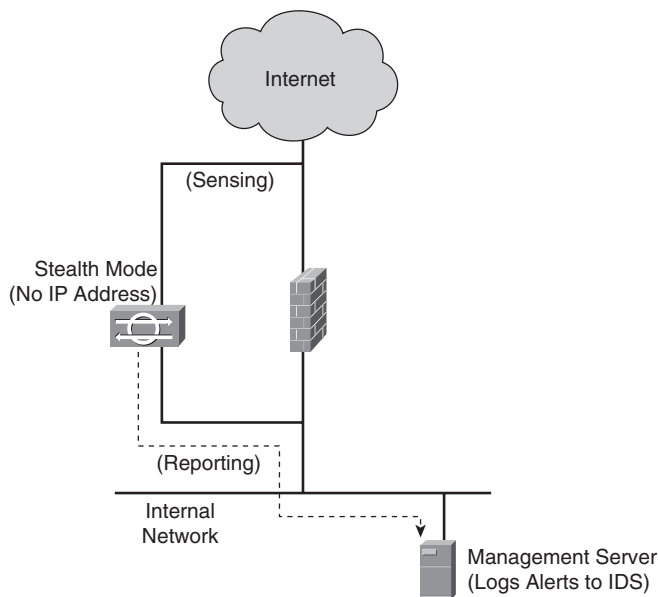 Internet
(Sensing)
Stealth Mode
(No IP Address)
(Reporting)
Internal
Network
Management Server
(Logs Alerts to IDS)